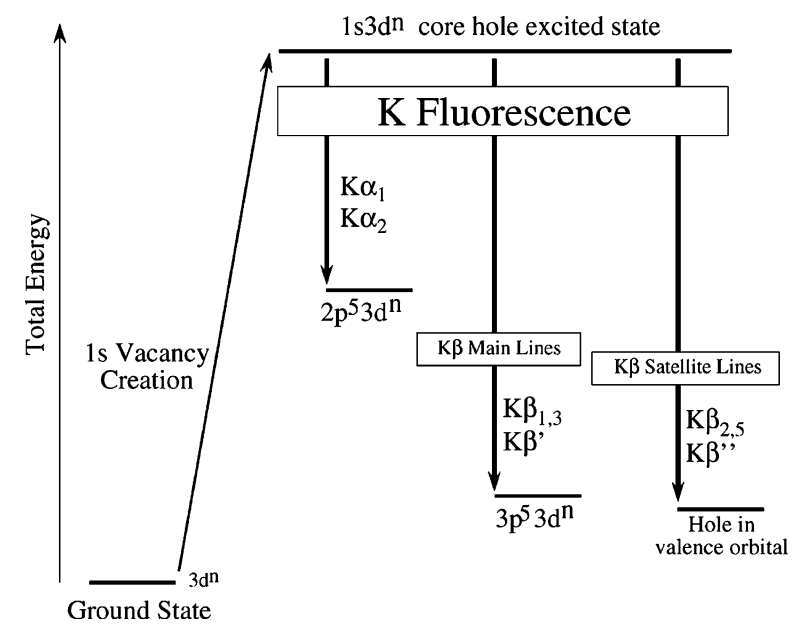 1s3dⁿ core hole excited state
K Fluorescence
Kα₁
Kα₂
2p⁵3dⁿ
Total Energy
1s Vacancy
Creation
Kβ Main Lines
Kβ Satellite Lines
Kβ₁,₃
Kβ’
Kβ₂,₅
Kβ’’
3p⁵3dⁿ
Hole in
valence orbital
3dⁿ
Ground State